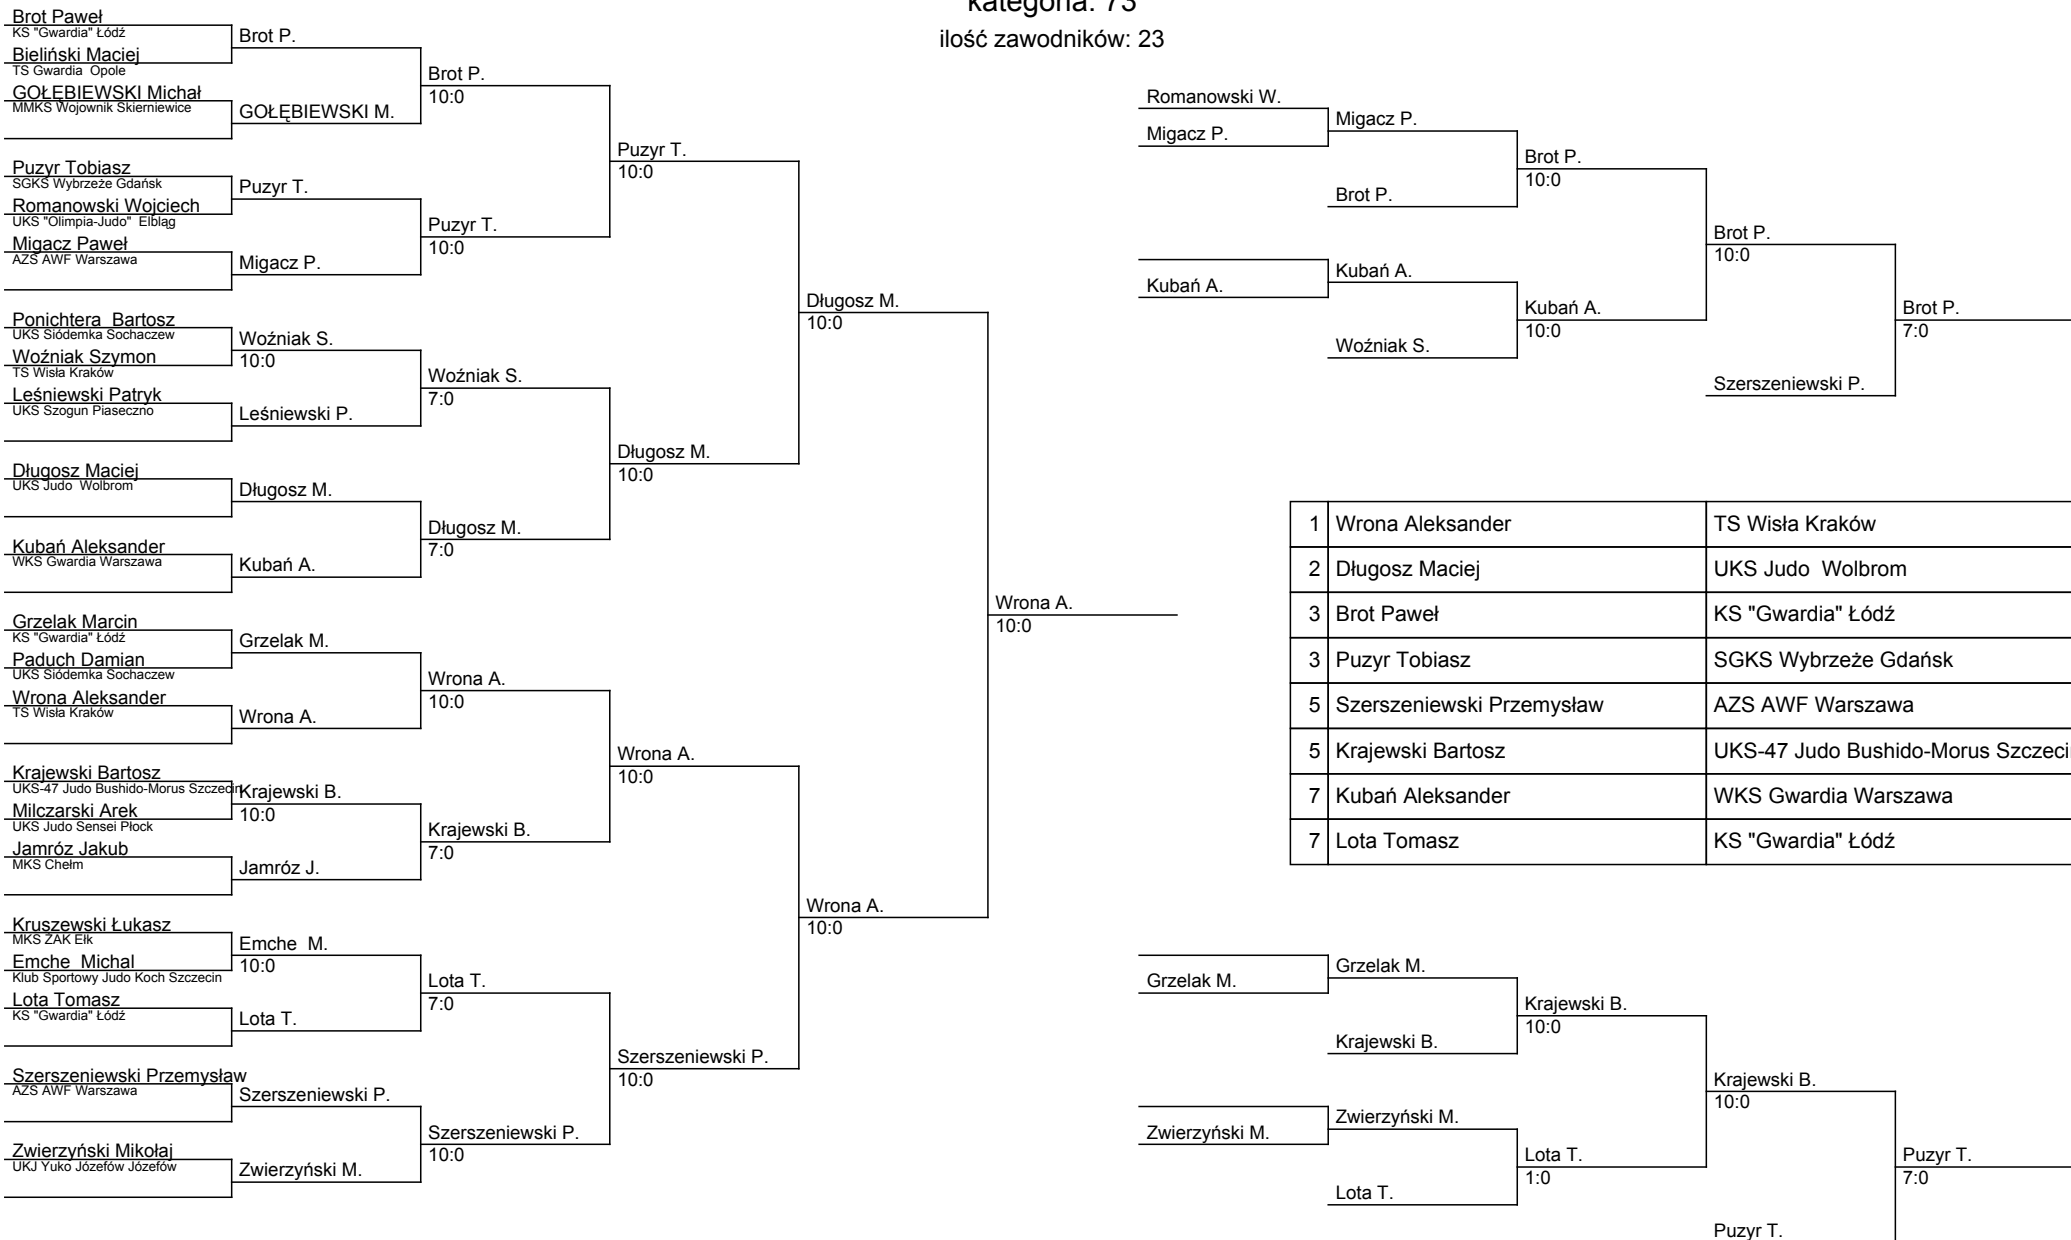 kategoria: 73
ilość zawodników: 23
Brot Paweł
KS "Gwardia" Łódź
Bieliński Maciej
TS Gwardia  Opole
GOŁĘBIEWSKI Michał
MMKS Wojownik Skierniewice
Puzyr Tobiasz
SGKS Wybrzeże Gdańsk
Romanowski Wojciech
UKS "Olimpia-Judo"  Elbląg
Migacz Paweł
AZS AWF Warszawa
Ponichtera  Bartosz
UKS Siódemka Sochaczew
Woźniak Szymon
TS Wisła Kraków
Leśniewski Patryk
UKS Szogun Piaseczno
Długosz Maciej
UKS Judo  Wolbrom
Kubań Aleksander
WKS Gwardia Warszawa
Grzelak Marcin
KS "Gwardia" Łódź
Paduch Damian
UKS Siódemka Sochaczew
Wrona Aleksander
TS Wisła Kraków
Krajewski Bartosz
UKS-47 Judo Bushido-Morus Szczecin
Milczarski Arek
UKS Judo Sensei Płock
Jamróz Jakub
MKS Chełm
Kruszewski Łukasz
MKS ŻAK Ełk
Emche  Michal
Klub Sportowy Judo Koch Szczecin
Lota Tomasz
KS "Gwardia" Łódź
Szerszeniewski Przemysław
AZS AWF Warszawa
Zwierzyński Mikołaj
UKJ Yuko Józefów Józefów
Brot P.
GOŁĘBIEWSKI M.
Puzyr T.
Migacz P.
Woźniak S.
10:0
Leśniewski P.
Długosz M.
Kubań A.
Grzelak M.
Wrona A.
Krajewski B.
10:0
Jamróz J.
Emche  M.
10:0
Lota T.
Szerszeniewski P.
Zwierzyński M.
Brot P.
10:0
Puzyr T.
10:0
Woźniak S.
7:0
Długosz M.
7:0
Wrona A.
10:0
Krajewski B.
7:0
Lota T.
7:0
Szerszeniewski P.
10:0
Puzyr T.
10:0
Długosz M.
10:0
Wrona A.
10:0
Szerszeniewski P.
10:0
Długosz M.
10:0
Wrona A.
10:0
Wrona A.
10:0
Romanowski W.
Migacz P.
Kubań A.
Migacz P.
Brot P.
Kubań A.
Woźniak S.
Brot P.
10:0
Kubań A.
10:0
Brot P.
10:0
Szerszeniewski P.
Brot P.
7:0
1 Wrona Aleksander TS Wisła Kraków
2 Długosz Maciej UKS Judo  Wolbrom
3 Brot Paweł KS "Gwardia" Łódź
3 Puzyr Tobiasz SGKS Wybrzeże Gdańsk
5 Szerszeniewski Przemysław AZS AWF Warszawa
5 Krajewski Bartosz UKS-47 Judo Bushido-Morus Szczeci
7 Kubań Aleksander WKS Gwardia Warszawa
7 Lota Tomasz KS "Gwardia" Łódź
Grzelak M.
Zwierzyński M.
Grzelak M.
Krajewski B.
Zwierzyński M.
Lota T.
Krajewski B.
10:0
Lota T.
1:0
Krajewski B.
10:0
Puzyr T.
Puzyr T.
7:0